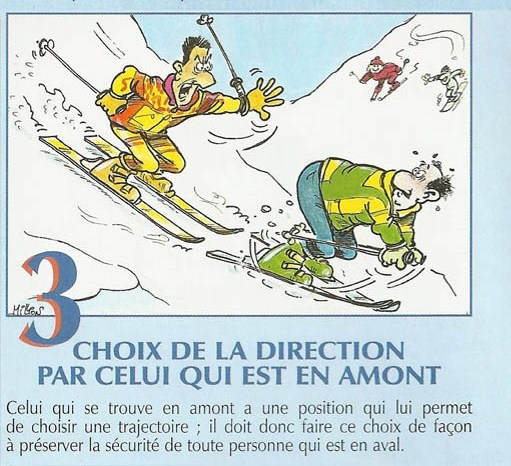 3
CHOIX DE LA DIRECTION
PAR CELUI QUI EST EN AMONT
Celui qui se trouve en amont a une position qui lui permet
de choisir une trajectoire ; il doit donc faire ce choix de façon
à préserver la sécurité de toute personne qui est en aval.